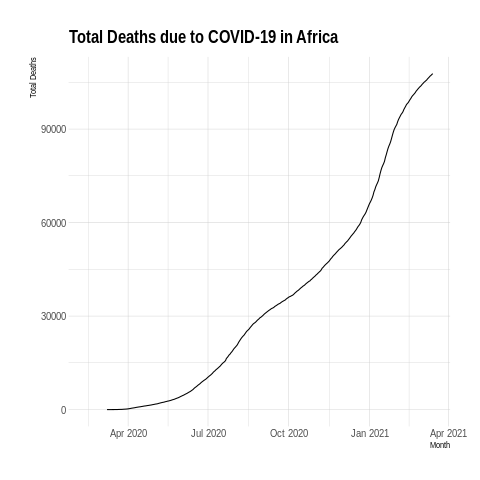 Total Deaths due to COVID-19 in Africa
Total Deaths
90000
60000
30000
0
Apr 2020 Jul 2020 Oct 2020 Jan 2021 Apr 2021
Month